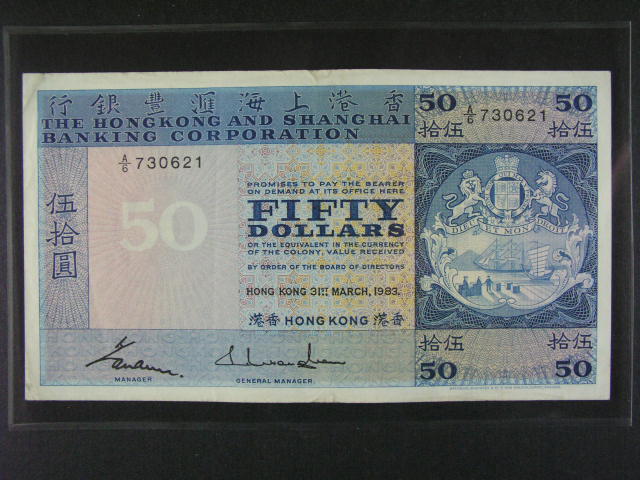 行銀豐滙海上港香
THE HONGKONG AND SHANGHAI
BANKING CORPORATION
A/6 730621
50
伍拾圓
PROMISES TO PAY THE BEARER
ON DEMAND AT ITS OFFICE HERE
FIFTY
DOLLARS
OR THE EQUIVALENT IN THE CURRENCY
OF THE COLONY, VALUE RECEIVED
BY ORDER OF THE BOARD OF DIRECTORS
HONG KONG 31ST MARCH, 1983.
港香 HONG KONG 港香
MANAGER
GENERAL MANAGER
50 A/6 730621 50
拾伍 拾伍
DIEU ET MON DROIT
拾伍 拾伍
50 50